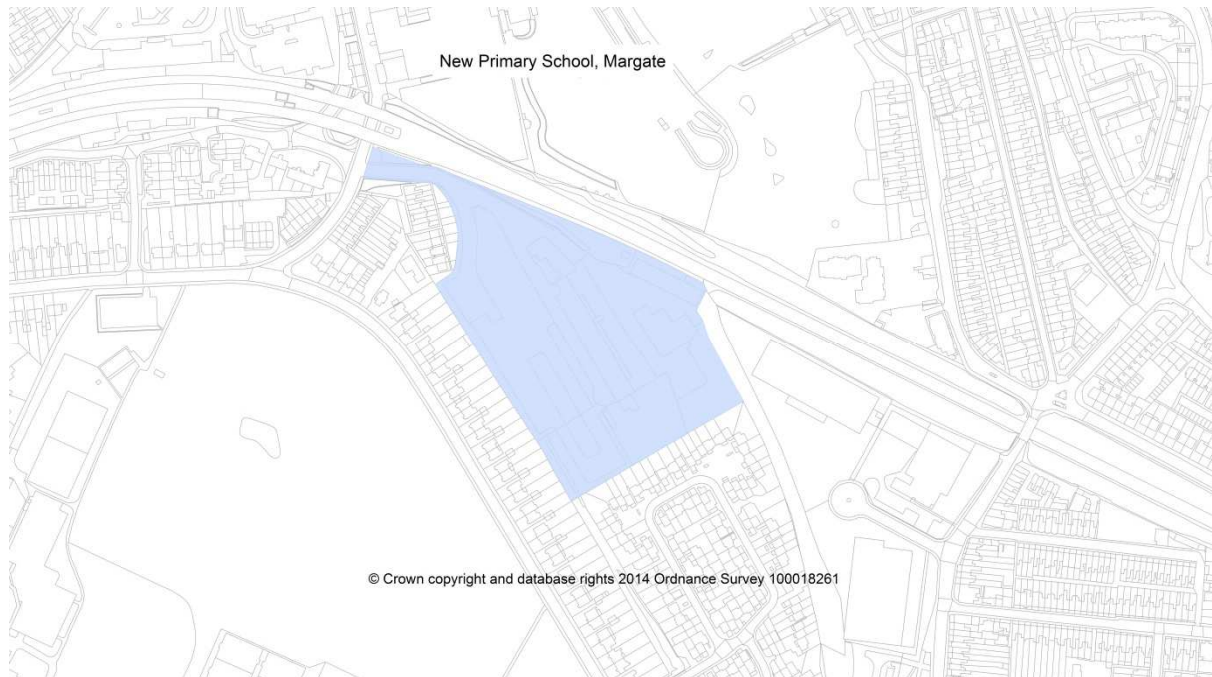 New Primary School, Margate
© Crown copyright and database rights 2014 Ordnance Survey 100018261